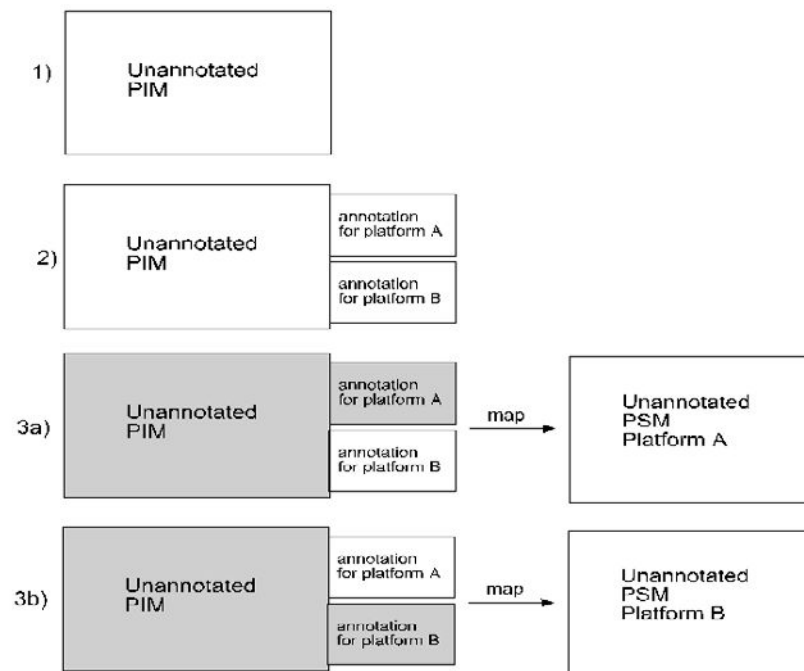 1)
Unannotated
PIM
2)
Unannotated
PIM
annotation
for platform A
annotation
for platform B
3a)
Unannotated
PIM
annotation
for platform A
annotation
for platform B
map
Unannotated
PSM
Platform A
3b)
Unannotated
PIM
annotation
for platform A
annotation
for platform B
map
Unannotated
PSM
Platform B